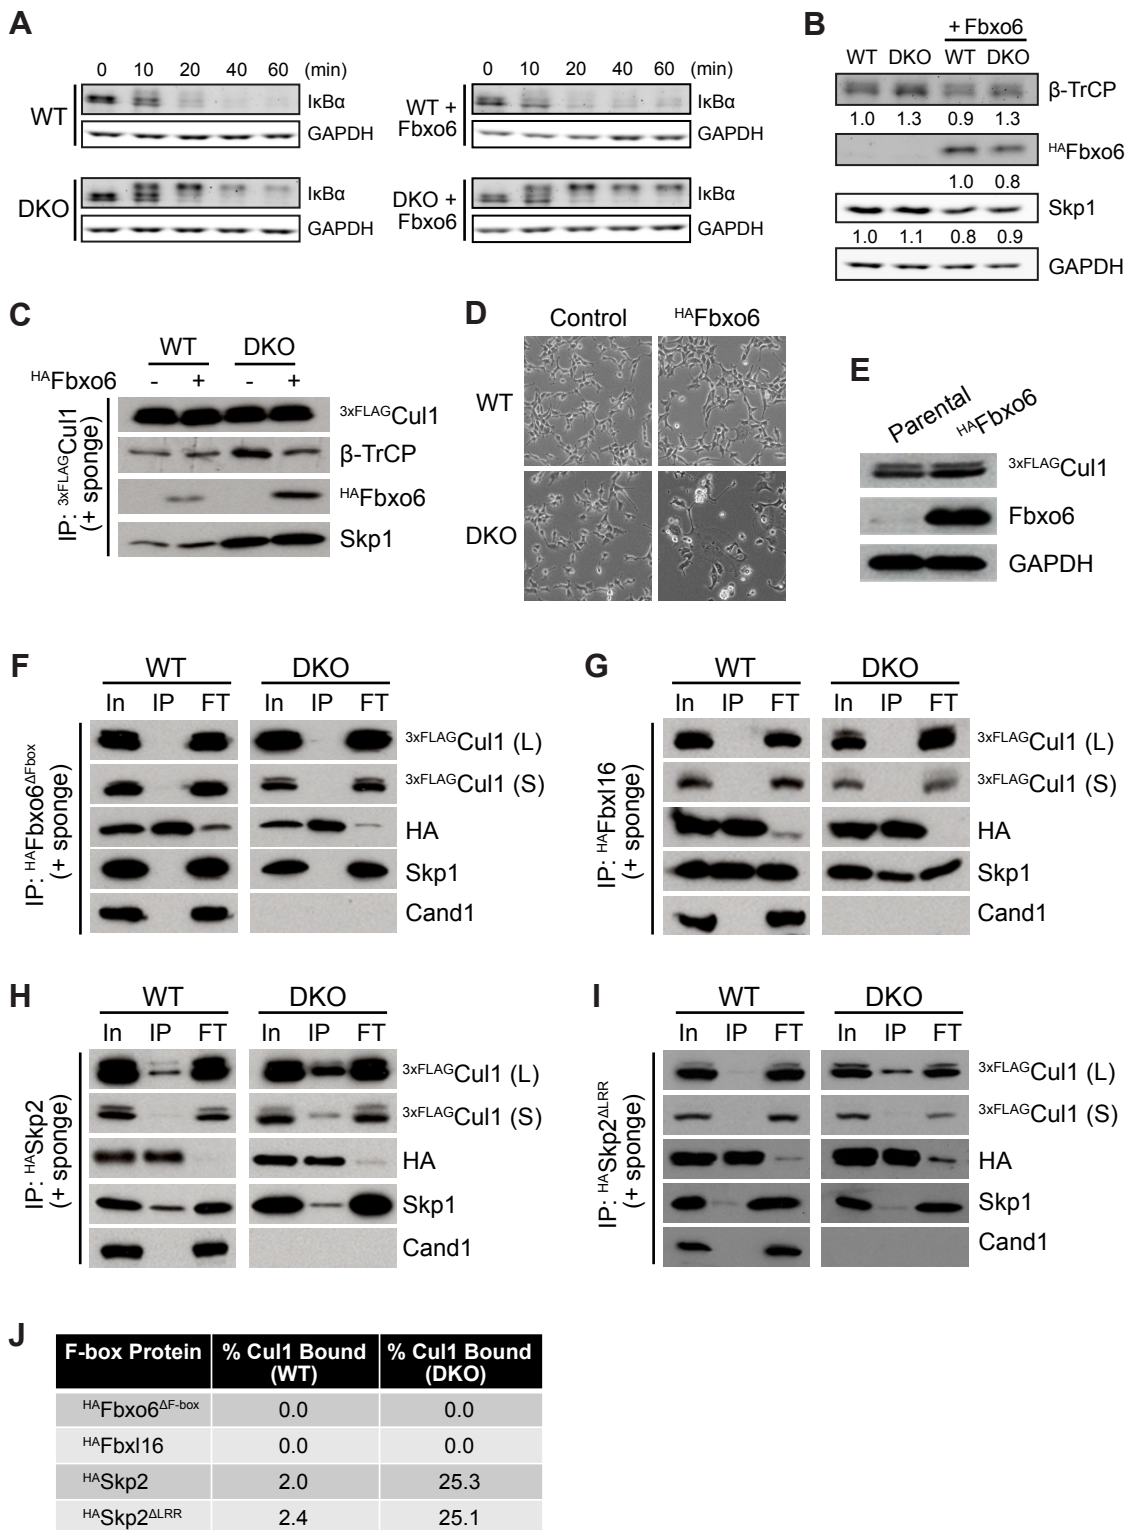 A
0 10 20 40 60 (min)
WT
IκBα
GAPDH
DKO
IκBα
GAPDH
0 10 20 40 60 (min)
WT +
Fbxo6
IκBα
GAPDH
DKO +
Fbxo6
IκBα
GAPDH
B
+ Fbxo6
WT DKO WT DKO
β-TrCP
1.0 1.3 0.9 1.3
HAFbxo6
1.0 0.8
Skp1
1.0 1.1 0.8 0.9
GAPDH
C
WT DKO
HAFbxo6 - + - +
IP: 3xFLAGCul1
(+ sponge)
3xFLAGCul1
β-TrCP
HAFbxo6
Skp1
D
Control HAFbxo6
WT
DKO
E
Parental HAFbxo6
3xFLAGCul1
Fbxo6
GAPDH
F
WT DKO
In IP FT In IP FT
IP: HAFbxo6ΔFbox
(+ sponge)
3xFLAGCul1 (L)
3xFLAGCul1 (S)
HA
Skp1
Cand1
G
WT DKO
In IP FT In IP FT
IP: HAFbxl16
(+ sponge)
3xFLAGCul1 (L)
3xFLAGCul1 (S)
HA
Skp1
Cand1
H
WT DKO
In IP FT In IP FT
IP: HASkp2
(+ sponge)
3xFLAGCul1 (L)
3xFLAGCul1 (S)
HA
Skp1
Cand1
I
WT DKO
In IP FT In IP FT
IP: HASkp2ΔLRR
(+ sponge)
3xFLAGCul1 (L)
3xFLAGCul1 (S)
HA
Skp1
Cand1
J
F-box Protein % Cul1 Bound (WT) % Cul1 Bound (DKO)
HAFbxo6ΔF-box 0.0 0.0
HAFbxl16 0.0 0.0
HASkp2 2.0 25.3
HASkp2ΔLRR 2.4 25.1